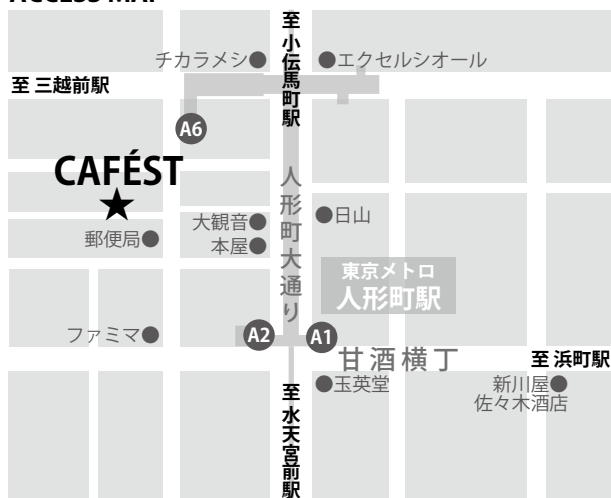 ACCESS MAP
至 小伝馬町駅
チカラメシ
エクセルシオール
至 三越前駅
A6
CAFÉST
人形町大通り
大観音
日山
郵便局
本屋
東京メトロ
人形町駅
ファミマ
A2
A1
甘酒横丁
至 浜町駅
至 水天宮前駅
玉英堂
新川屋
佐々木酒店